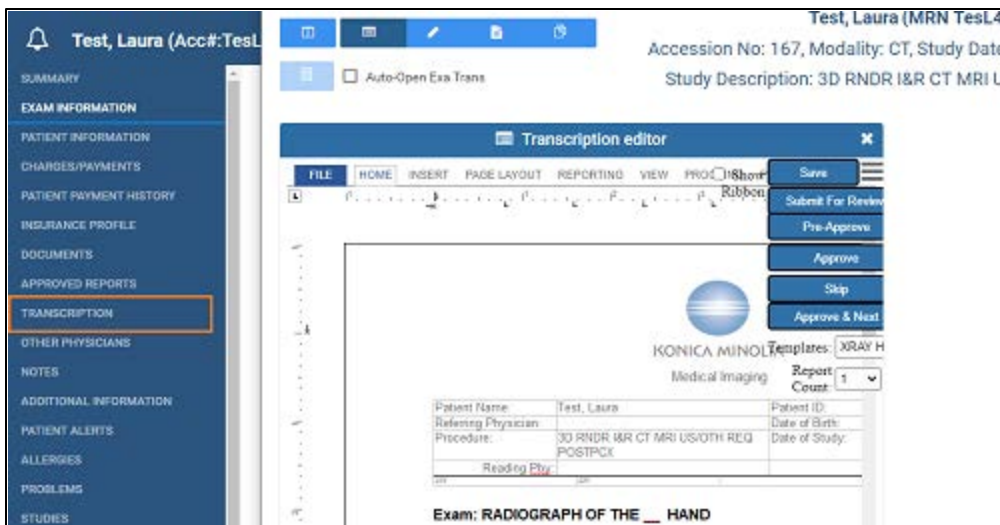 Test, Laura (Acc#:TesL
SUMMARY
EXAM INFORMATION
PATIENT INFORMATION
CHARGES/PAYMENTS
PATIENT PAYMENT HISTORY
INSURANCE PROFILE
DOCUMENTS
APPROVED REPORTS
TRANSCRIPTION
OTHER PHYSICIANS
NOTES
ADDITIONAL INFORMATION
PATIENT ALERTS
ALLERGIES
PROBLEMS
STUDIES
Auto-Open Exa Trans
Test, Laura (MRN TesL4
Accession No: 167, Modality: CT, Study Date
Study Description: 3D RNDR I&R CT MRI U
Transcription editor
FILE HOME INSERT PAGE LAYOUT REPORTING VIEW
Show
Ribbon
Save
Submit For Review
Pre-Approve
Approve
Skip
Approve & Next
Templates: XRAY H
Report
Count: 1
KONICA MINOLTA
Medical Imaging
Patient Name: Test, Laura Patient ID:
Referring Physician: Date of Birth:
Procedure: 3D RNDR I&R CT MRI US/OTH REQ Date of Study:
POSTPCX
Reading Phy:
Exam: RADIOGRAPH OF THE __ HAND